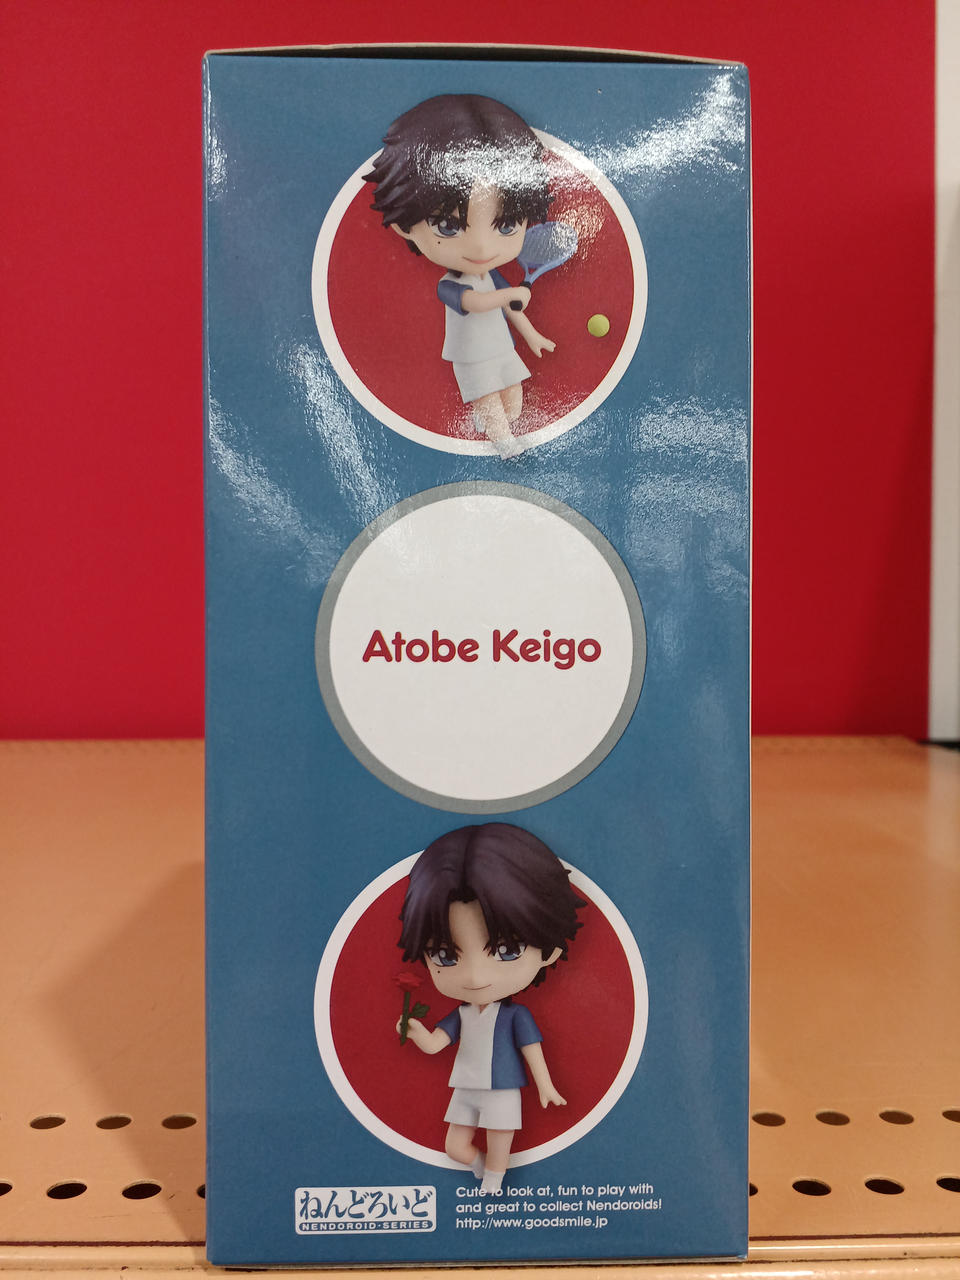 Atobe Keigo
ねんどろいど
NENDOROID·SERIES
Cute to look at, fun to play with
and great to collect Nendoroids!
http://www.goodsmile.jp